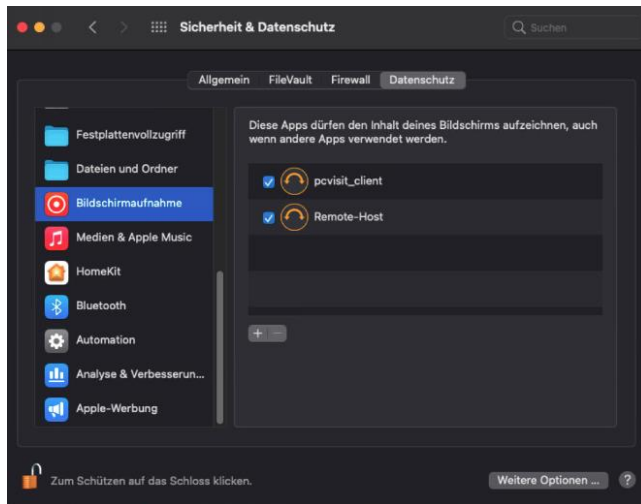 Sicherheit & Datenschutz
Suchen
Allgemein FileVault Firewall Datenschutz
Festplattenvollzugriff
Dateien und Ordner
Bildschirmaufnahme
Medien & Apple Music
HomeKit
Bluetooth
Automation
Analyse & Verbesserun...
Apple-Werbung
Diese Apps dürfen den Inhalt deines Bildschirms aufzeichnen, auch
wenn andere Apps verwendet werden.
pcvisit_client
Remote-Host
Zum Schützen auf das Schloss klicken.
Weitere Optionen ...
?